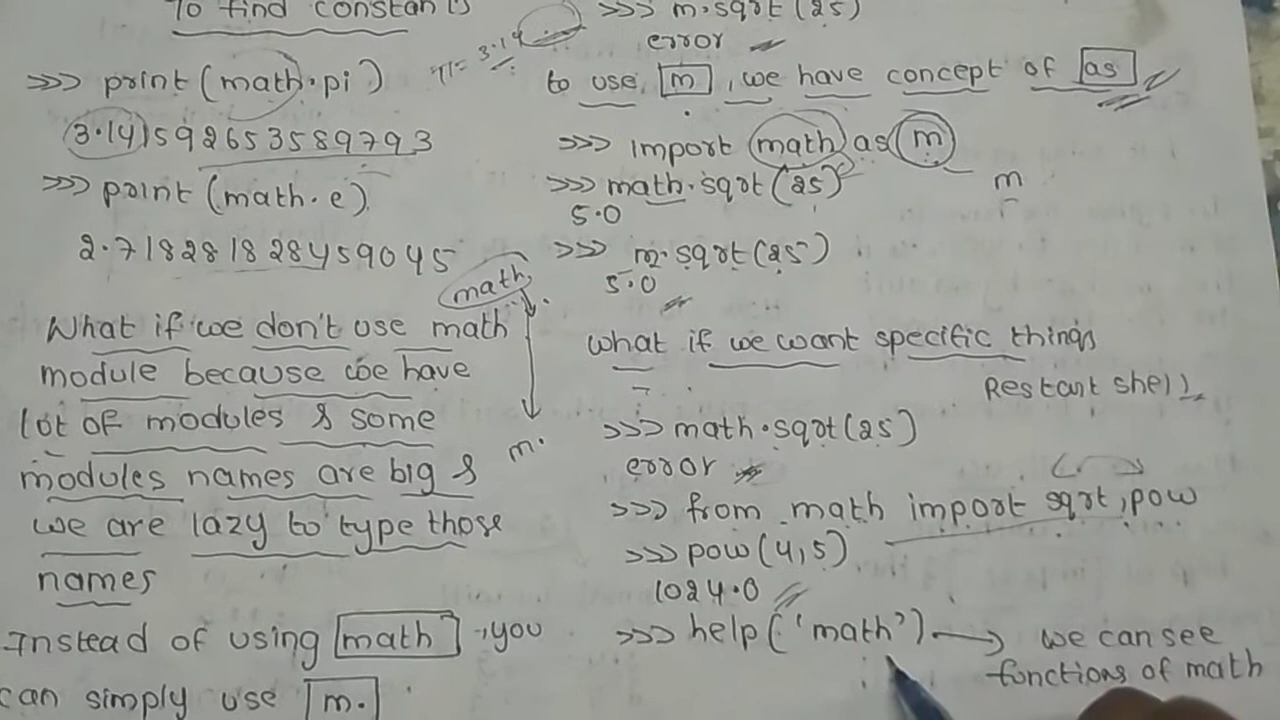 To find constants
>>> print(math.pi)
π = 3.14
3.141592653589793
>>> print(math.e)
2.718281828459045
math
m.
What if we don't use math
module because we have
lot of modules & some
modules names are big &
we are lazy to type those
names
Instead of using math, you
can simply use m.
>>> m.sqrt(25)
error
to use m, we have concept of as
>>> import math as m
>>> math.sqrt(25)
m
5.0
>>> m.sqrt(25)
5.0
What if we want specific things
Restart shell
>>> math.sqrt(25)
error
>>> from math import sqrt, pow
>>> pow(4,5)
1024.0
>>> help('math') → we can see
functions of math